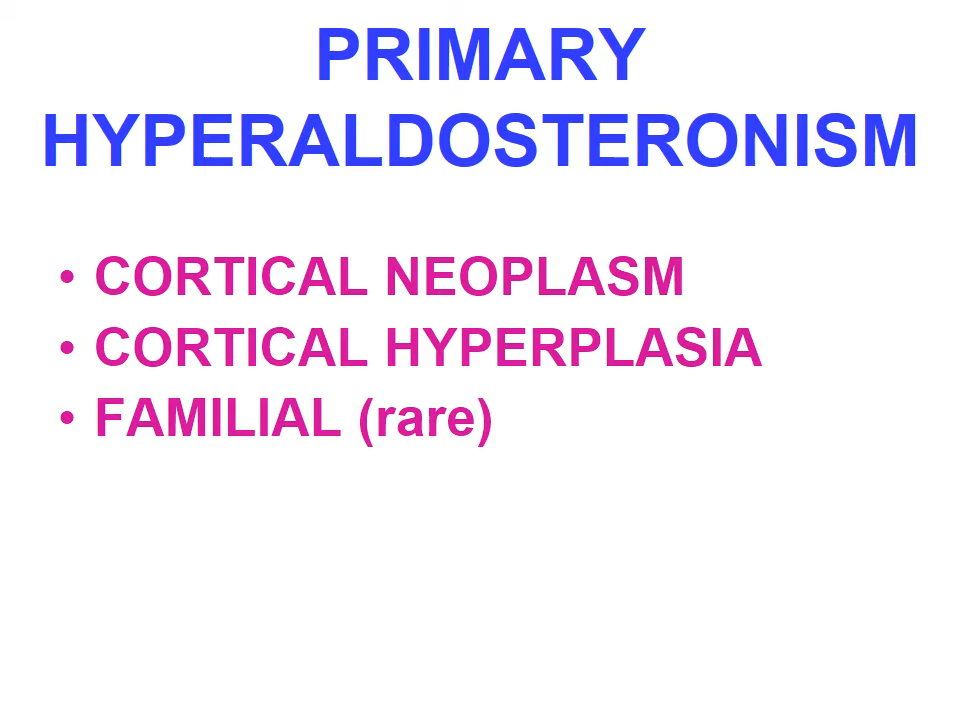 PRIMARY
HYPERALDOSTERONISM
• CORTICAL NEOPLASM
• CORTICAL HYPERPLASIA
• FAMILIAL (rare)